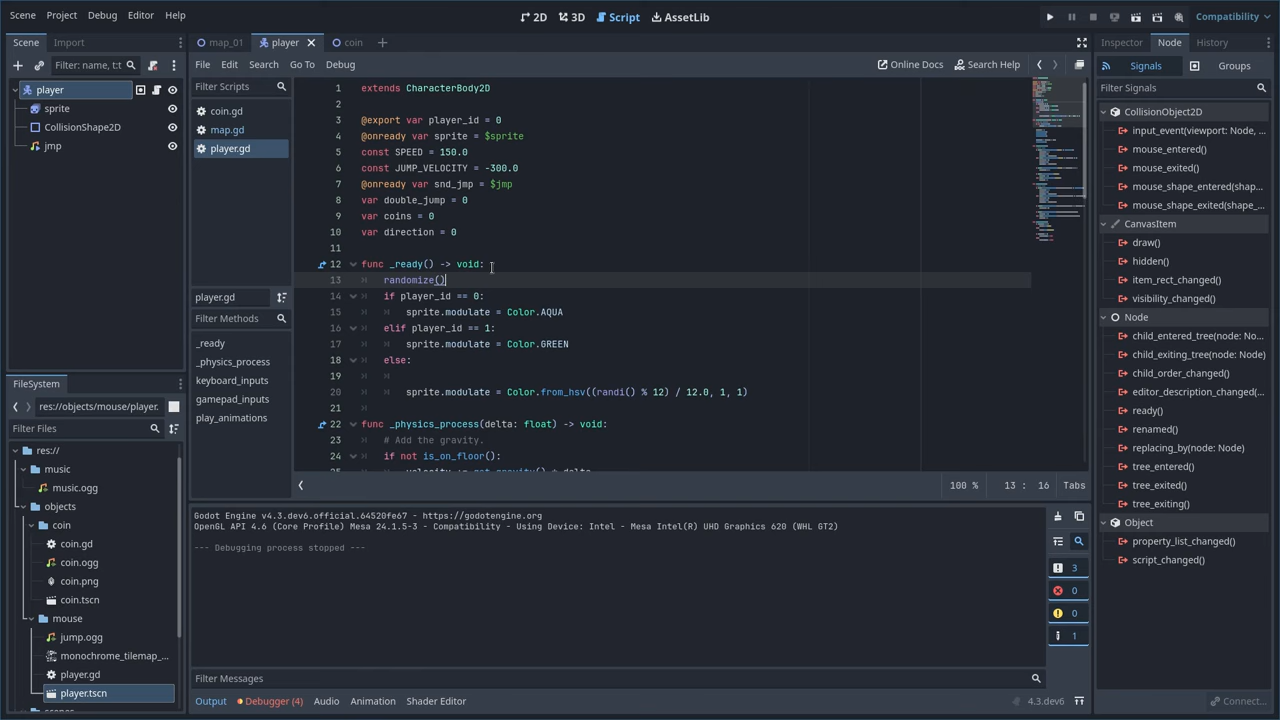 Scene Project Debug Editor Help
2D 3D Script AssetLib
Compatibility
Scene Import
Filter: name, t:t
player
sprite
CollisionShape2D
jmp
FileSystem
res://objects/mouse/player.
Filter Files
res://
music
music.ogg
objects
coin
coin.gd
coin.ogg
coin.png
coin.tscn
mouse
jump.ogg
monochrome_tilemap_...
player.gd
player.tscn
map_01 player coin
File Edit Search Go To Debug
Online Docs Search Help
Filter Scripts
coin.gd
map.gd
player.gd
player.gd
Filter Methods
_ready
_physics_process
keyboard_inputs
gamepad_inputs
play_animations
1 extends CharacterBody2D
2
3 @export var player_id = 0
4 @onready var sprite = $sprite
5 const SPEED = 150.0
6 const JUMP_VELOCITY = -300.0
7 @onready var snd_jmp = $jmp
8 var double_jump = 0
9 var coins = 0
10 var direction = 0
11
12 func _ready() -> void:
13 randomize()
14 if player_id == 0:
15 sprite.modulate = Color.AQUA
16 elif player_id == 1:
17 sprite.modulate = Color.GREEN
18 else:
19
20 sprite.modulate = Color.from_hsv((randi() % 12) / 12.0, 1, 1)
21
22 func _physics_process(delta: float) -> void:
23 # Add the gravity.
24 if not is_on_floor():
100 % 13 : 16 Tabs
Godot Engine v4.3.dev6.official.64520fe67 - https://godotengine.org
OpenGL API 4.6 (Core Profile) Mesa 24.1.5-3 - Compatibility - Using Device: Intel - Mesa Intel(R) UHD Graphics 620 (WHL GT2)
--- Debugging process stopped ---
3
0
0
1
Filter Messages
Output Debugger (4) Audio Animation Shader Editor
4.3.dev6
Inspector Node History
Signals Groups
Filter Signals
CollisionObject2D
input_event(viewport: Node, ...
mouse_entered()
mouse_exited()
mouse_shape_entered(shap...
mouse_shape_exited(shape_...
CanvasItem
draw()
hidden()
item_rect_changed()
visibility_changed()
Node
child_entered_tree(node: No...
child_exiting_tree(node: Node)
child_order_changed()
editor_description_changed(...
ready()
renamed()
replacing_by(node: Node)
tree_entered()
tree_exited()
tree_exiting()
Object
property_list_changed()
script_changed()
Connect...